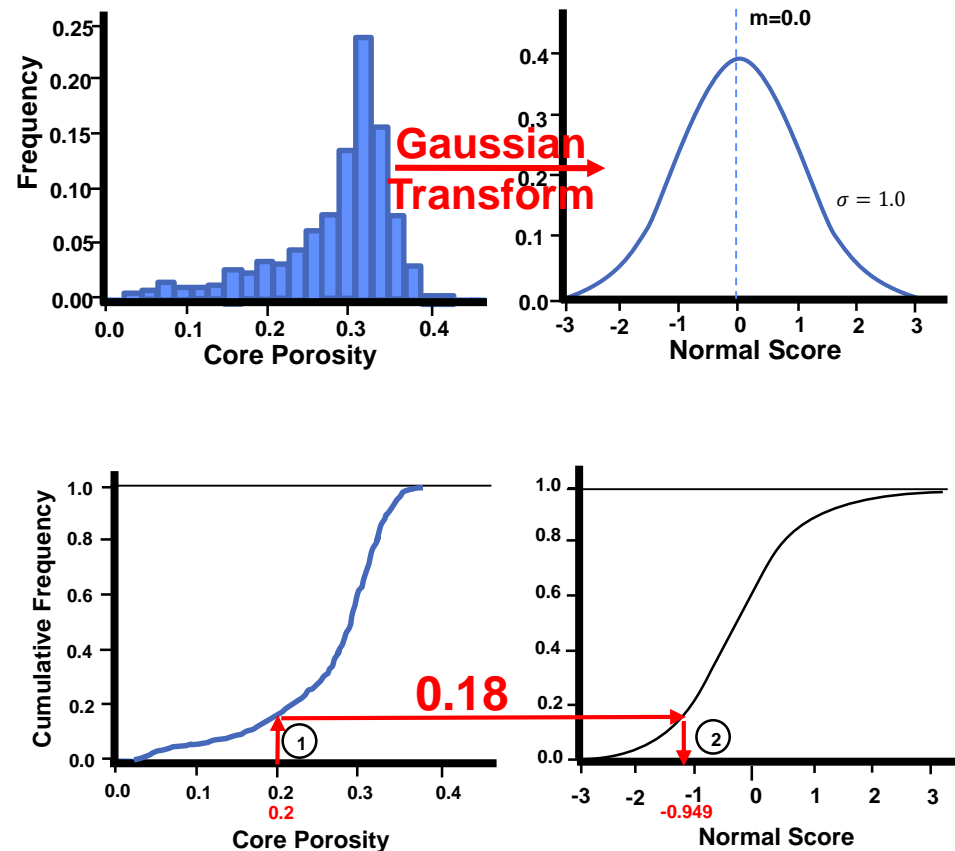 0.25
0.20
0.15
0.10
0.05
0.00
Frequency
0.0 0.1 0.2 0.3 0.4
Core Porosity
Gaussian
Transform
m=0.0
0.4
0.3
0.2
0.1
0.0
σ = 1.0
-3 -2 -1 0 1 2 3
Normal Score
1.0
0.8
0.6
0.4
0.2
0.0
Cumulative Frequency
0.0 0.1 0.2 0.3 0.4
0.2
Core Porosity
1
0.18
1.0
0.8
0.6
0.4
0.2
0.0
2
-3 -2 -1 0 1 2 3
-0.949
Normal Score